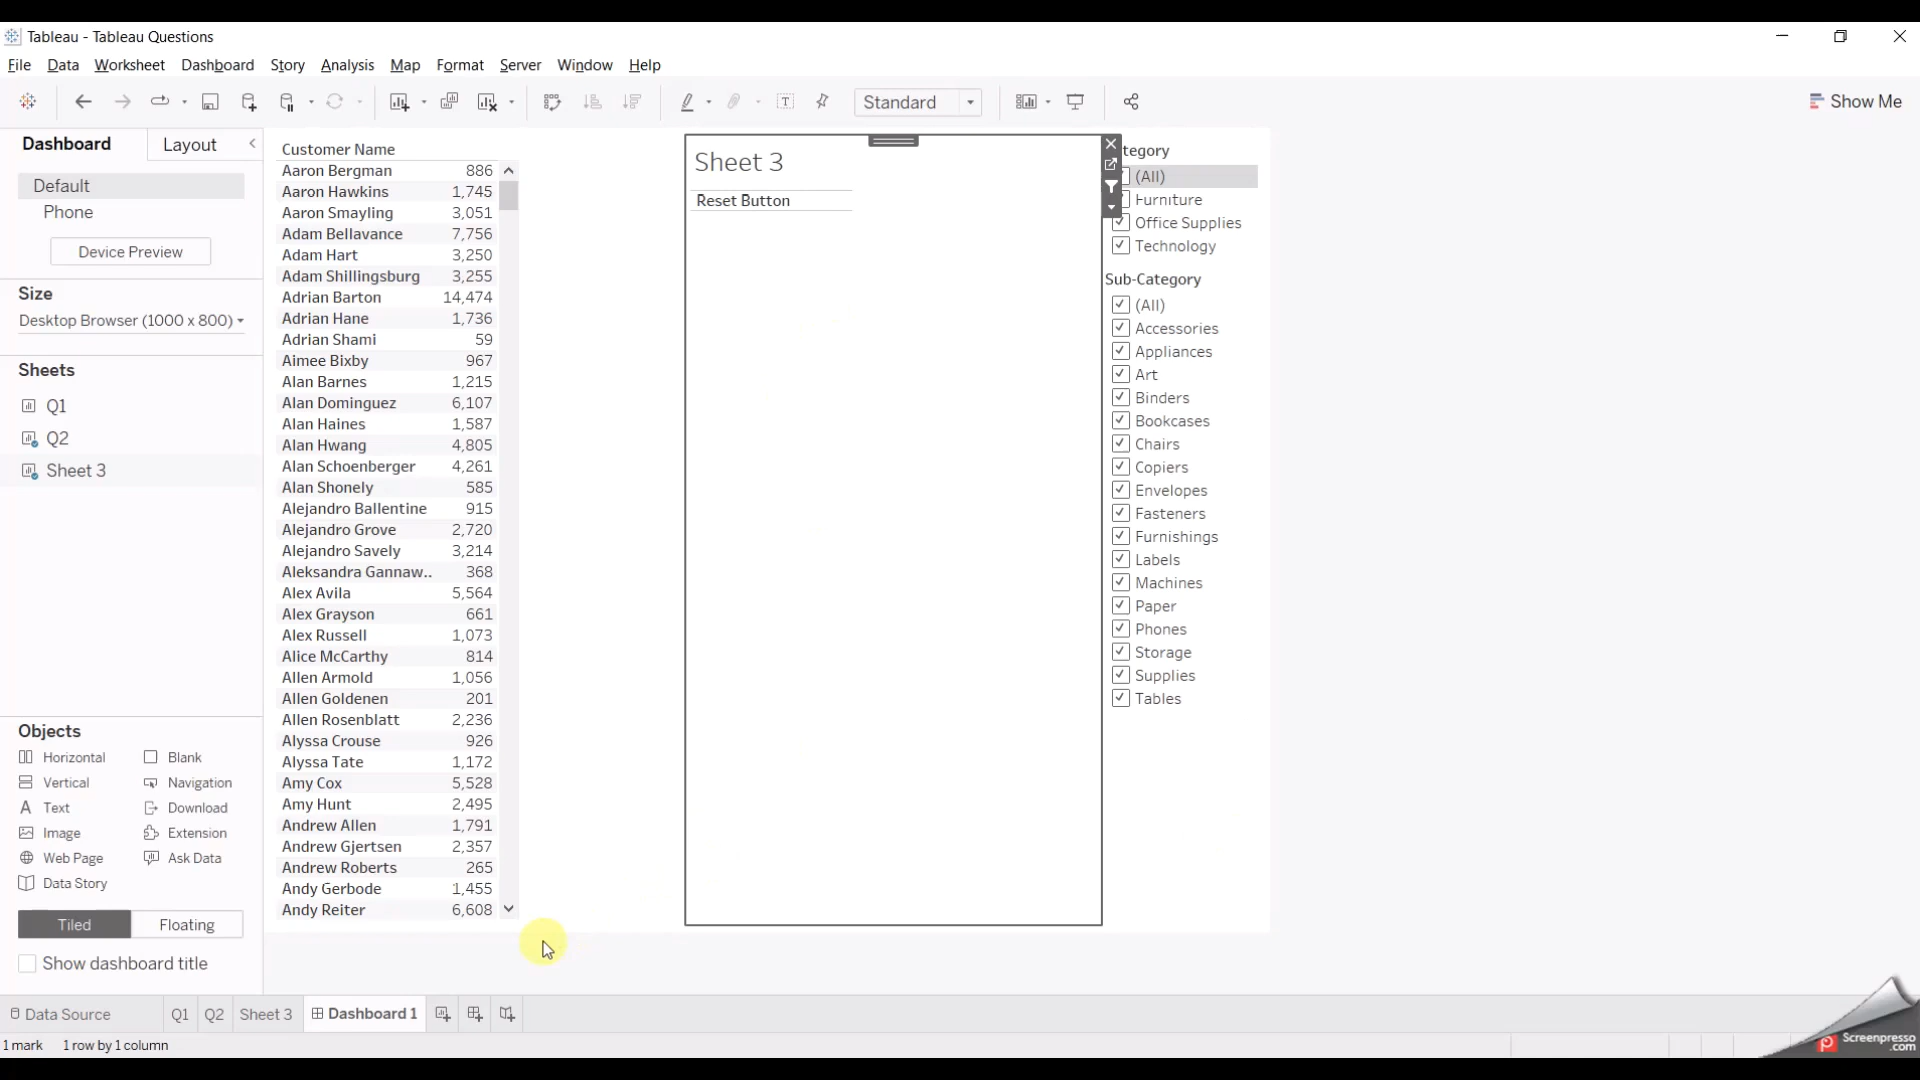 Tableau - Tableau Questions
File Data Worksheet Dashboard Story Analysis Map Format Server Window Help
Standard
Show Me
Dashboard
Layout
Default
Phone
Device Preview
Size
Desktop Browser (1000 x 800)
Sheets
Q1
Q2
Sheet 3
Objects
Horizontal
Blank
Vertical
Navigation
Text
Download
Image
Extension
Web Page
Ask Data
Data Story
Tiled
Floating
Show dashboard title
Customer Name
Aaron Bergman 886
Aaron Hawkins 1,745
Aaron Smayling 3,051
Adam Bellavance 7,756
Adam Hart 3,250
Adam Shillingsburg 3,255
Adrian Barton 14,474
Adrian Hane 1,736
Adrian Shami 59
Aimee Bixby 967
Alan Barnes 1,215
Alan Dominguez 6,107
Alan Haines 1,587
Alan Hwang 4,805
Alan Schoenberger 4,261
Alan Shonely 585
Alejandro Ballentine 915
Alejandro Grove 2,720
Alejandro Savely 3,214
Aleksandra Gannaw.. 368
Alex Avila 5,564
Alex Grayson 661
Alex Russell 1,073
Alice McCarthy 814
Allen Armold 1,056
Allen Goldenen 201
Allen Rosenblatt 2,236
Alyssa Crouse 926
Alyssa Tate 1,172
Amy Cox 5,528
Amy Hunt 2,495
Andrew Allen 1,791
Andrew Gjertsen 2,357
Andrew Roberts 265
Andy Gerbode 1,455
Andy Reiter 6,608
Sheet 3
Reset Button
tegory
(All)
Furniture
Office Supplies
Technology
Sub-Category
(All)
Accessories
Appliances
Art
Binders
Bookcases
Chairs
Copiers
Envelopes
Fasteners
Furnishings
Labels
Machines
Paper
Phones
Storage
Supplies
Tables
Data Source
Q1
Q2
Sheet 3
Dashboard 1
1 mark
1 row by 1 column
Screenpresso
.com